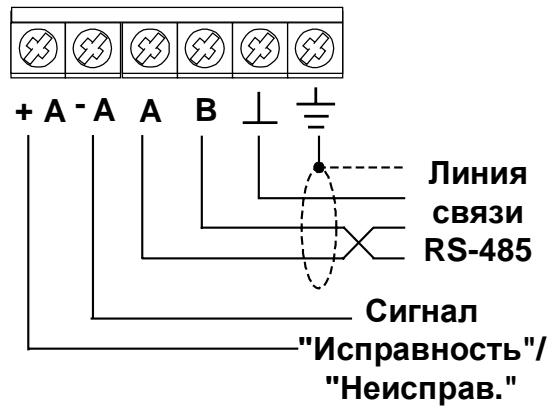 + A - A A B
Линия
связи
RS-485
Сигнал
"Исправность"/
"Неисправ."